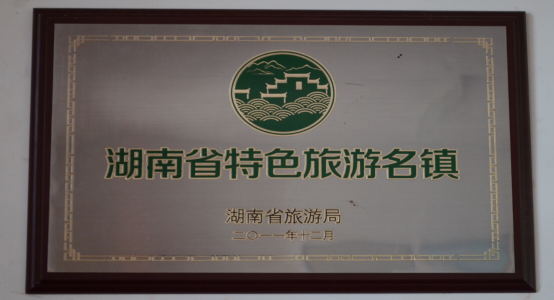 湖南省特色旅游名镇
湖南省旅游局
二〇一一年十二月